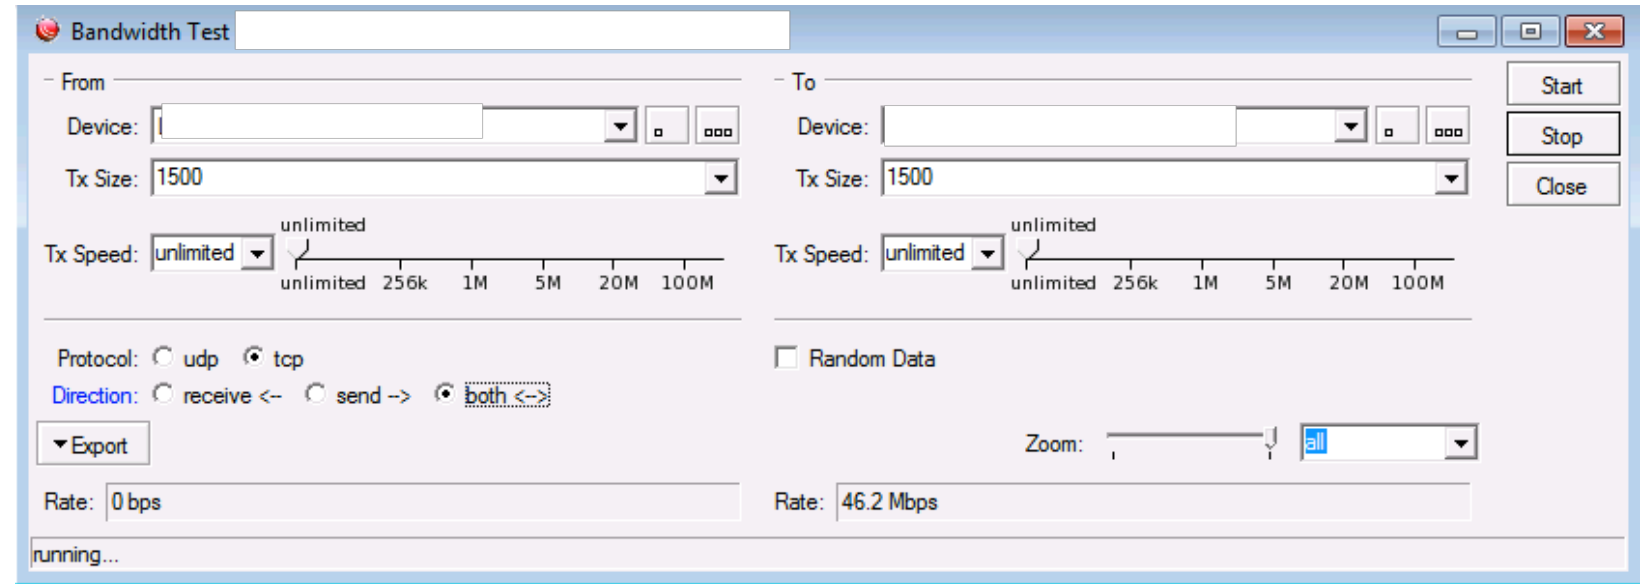 Bandwidth Test
From
To
Start
Device:
Device:
Stop
Tx Size: 1500
Tx Size: 1500
Close
unlimited
unlimited
Tx Speed: unlimited
Tx Speed: unlimited
unlimited 256k 1M 5M 20M 100M
unlimited 256k 1M 5M 20M 100M
Protocol: udp tcp
Random Data
Direction: receive <-- send --> both <-->
Export
Zoom: all
Rate: 0 bps
Rate: 46.2 Mbps
running...